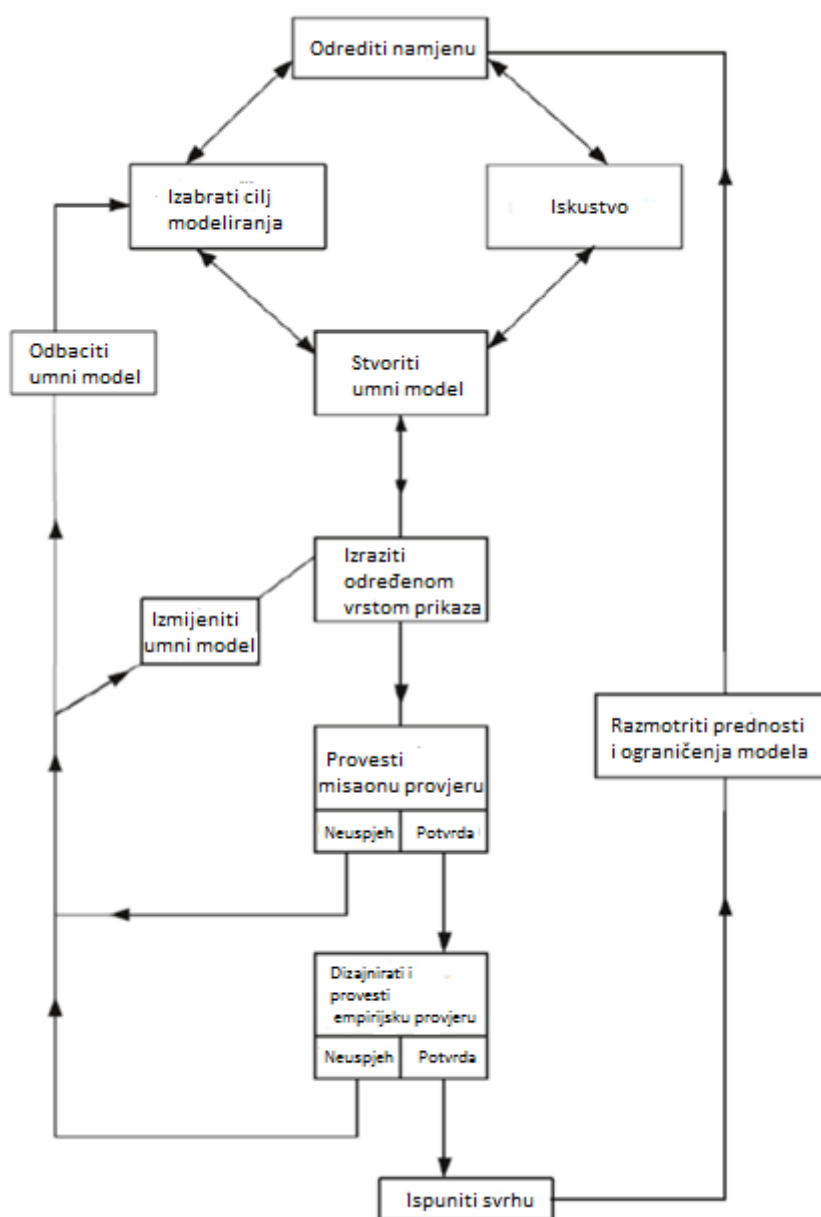 Odrediti namjenu
Izabrati cilj
modeliranja
Iskustvo
Odbaciti
umni model
Stvoriti
umni model
Izraziti
određenom
vrstom prikaza
Izmijeniti
umni model
Provesti
misaonu provjeru
Neuspjeh
Potvrda
Razmotriti prednosti
i ograničenja modela
Dizajnirati i
provesti
empirijsku provjeru
Neuspjeh
Potvrda
Ispuniti svrhu